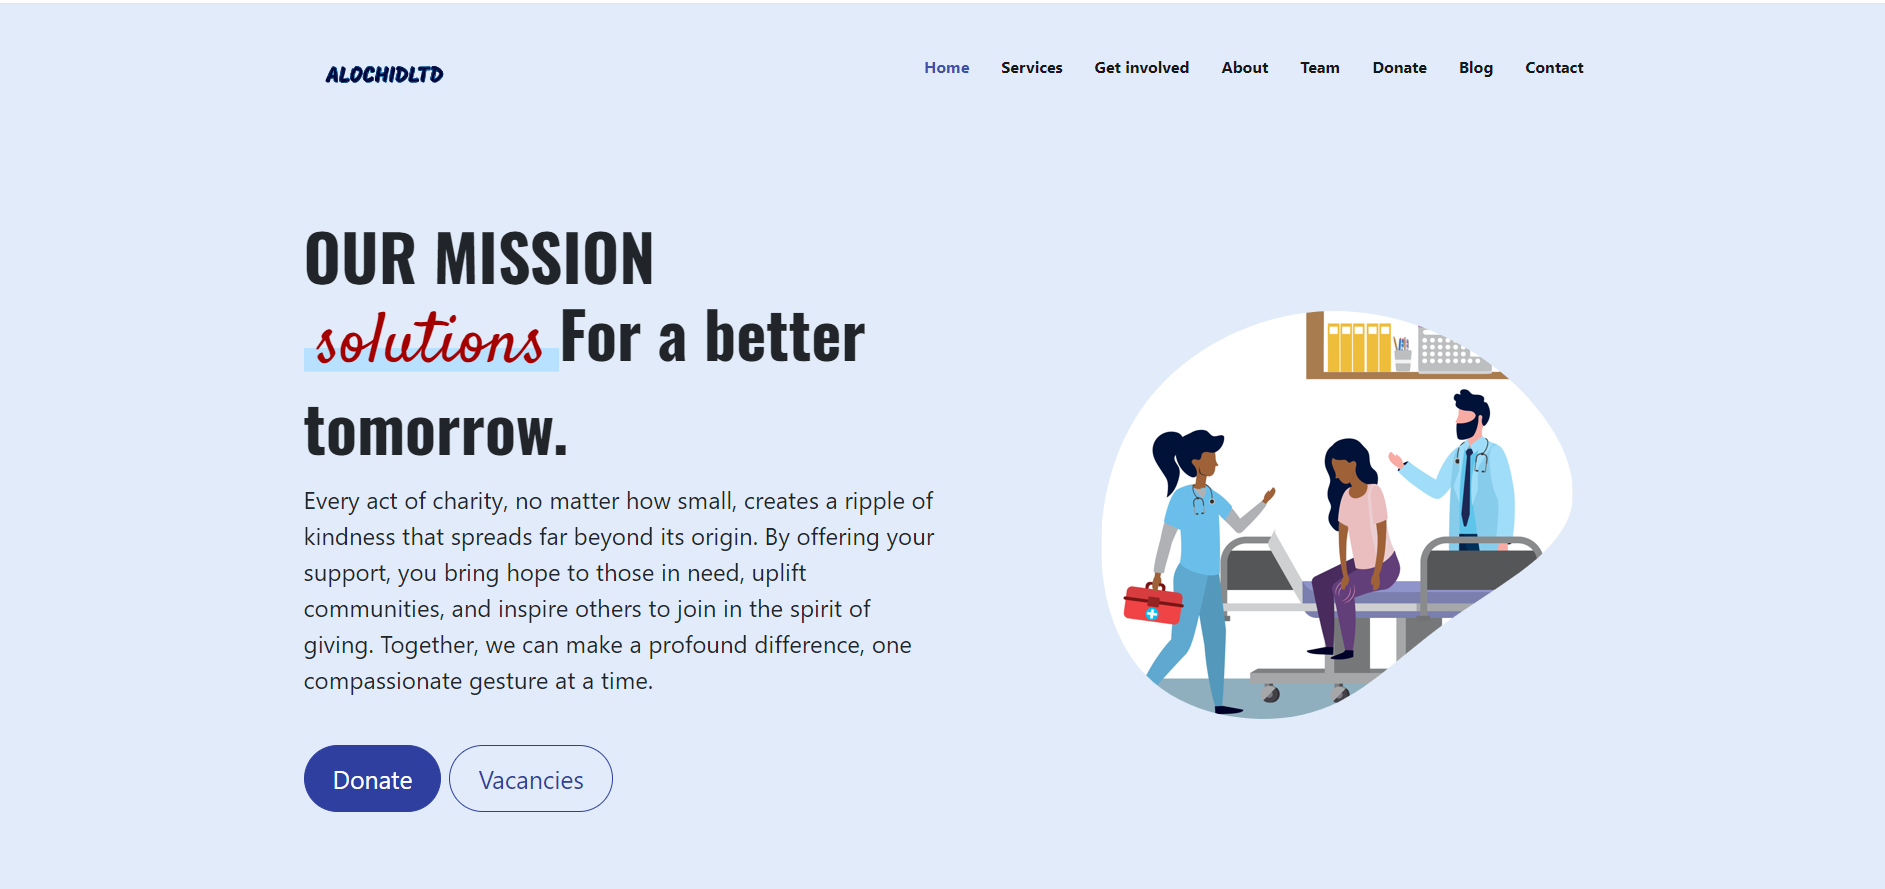 ALOCHIDLTD
Home Services Get involved About Team Donate Blog Contact
OUR MISSION
solutions For a better
tomorrow.
Every act of charity, no matter how small, creates a ripple of
kindness that spreads far beyond its origin. By offering your
support, you bring hope to those in need, uplift
communities, and inspire others to join in the spirit of
giving. Together, we can make a profound difference, one
compassionate gesture at a time.
Donate Vacancies